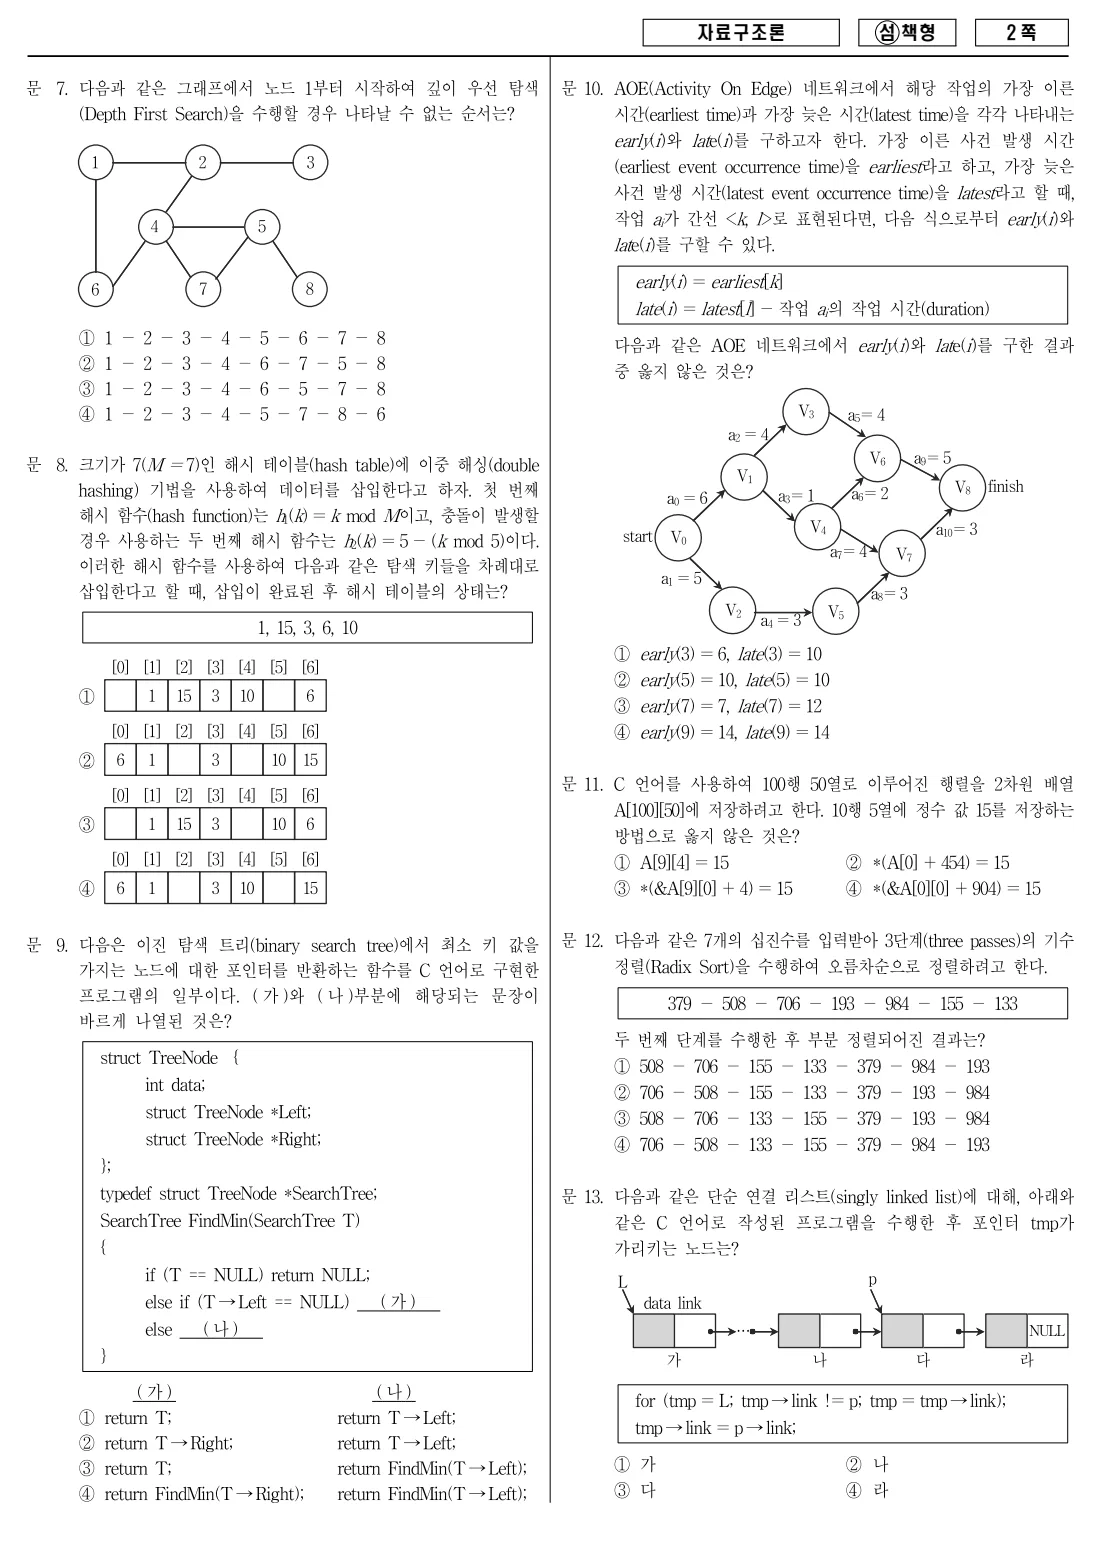 자료구조론
섬책형
2 쪽
문 7. 다음과 같은 그래프에서 노드 1부터 시작하여 깊이 우선 탐색
(Depth First Search)을 수행할 경우 나타날 수 없는 순서는?
1
2
3
4
5
6
7
8
① 1 - 2 - 3 - 4 - 5 - 6 - 7 - 8
② 1 - 2 - 3 - 4 - 6 - 7 - 5 - 8
③ 1 - 2 - 3 - 4 - 6 - 5 - 7 - 8
④ 1 - 2 - 3 - 4 - 5 - 7 - 8 - 6
문 8. 크기가 7(M = 7)인 해시 테이블(hash table)에 이중 해싱(double
hashing) 기법을 사용하여 데이터를 삽입한다고 하자. 첫 번째
해시 함수(hash function)는 h₁(k) = k mod M이고, 충돌이 발생할
경우 사용하는 두 번째 해시 함수는 h₂(k) = 5 - (k mod 5)이다.
이러한 해시 함수를 사용하여 다음과 같은 탐색 키들을 차례대로
삽입한다고 할 때, 삽입이 완료된 후 해시 테이블의 상태는?
1, 15, 3, 6, 10
[0] [1] [2] [3] [4] [5] [6]
① 1 15 3 10 6
[0] [1] [2] [3] [4] [5] [6]
② 6 1 3 10 15
[0] [1] [2] [3] [4] [5] [6]
③ 1 15 3 10 6
[0] [1] [2] [3] [4] [5] [6]
④ 6 1 3 10 15
문 9. 다음은 이진 탐색 트리(binary search tree)에서 최소 키 값을
가지는 노드에 대한 포인터를 반환하는 함수를 C 언어로 구현한
프로그램의 일부이다. (가)와 (나)부분에 해당되는 문장이
바르게 나열된 것은?
struct TreeNode {
int data;
struct TreeNode *Left;
struct TreeNode *Right;
};
typedef struct TreeNode *SearchTree;
SearchTree FindMin(SearchTree T)
{
if (T == NULL) return NULL;
else if (T→Left == NULL) (가)
else (나)
}
(가) (나)
① return T; return T→Left;
② return T→Right; return T→Left;
③ return T; return FindMin(T→Left);
④ return FindMin(T→Right); return FindMin(T→Left);
문 10. AOE(Activity On Edge) 네트워크에서 해당 작업의 가장 이른
시간(earliest time)과 가장 늦은 시간(latest time)을 각각 나타내는
early(i)와 late(i)를 구하고자 한다. 가장 이른 사건 발생 시간
(earliest event occurrence time)을 earliest라고 하고, 가장 늦은
사건 발생 시간(latest event occurrence time)을 latest라고 할 때,
작업 aᵢ가 간선 <k, l>로 표현된다면, 다음 식으로부터 early(i)와
late(i)를 구할 수 있다.
early(i) = earliest[k]
late(i) = latest[l] - 작업 aᵢ의 작업 시간(duration)
다음과 같은 AOE 네트워크에서 early(i)와 late(i)를 구한 결과
중 옳지 않은 것은?
V₃
a₅= 4
a₂= 4
V₆
a₉= 5
V₁
V₈ finish
a₀= 6
a₃= 1
a₆= 2
V₄
a₁₀= 3
start V₀
a₇= 4
V₇
a₁= 5
a₈= 3
V₂
a₄= 3
V₅
① early(3) = 6, late(3) = 10
② early(5) = 10, late(5) = 10
③ early(7) = 7, late(7) = 12
④ early(9) = 14, late(9) = 14
문 11. C 언어를 사용하여 100행 50열로 이루어진 행렬을 2차원 배열
A[100][50]에 저장하려고 한다. 10행 5열에 정수 값 15를 저장하는
방법으로 옳지 않은 것은?
① A[9][4] = 15 ② *(A[0] + 454) = 15
③ *(&A[9][0] + 4) = 15 ④ *(&A[0][0] + 904) = 15
문 12. 다음과 같은 7개의 십진수를 입력받아 3단계(three passes)의 기수
정렬(Radix Sort)을 수행하여 오름차순으로 정렬하려고 한다.
379 - 508 - 706 - 193 - 984 - 155 - 133
두 번째 단계를 수행한 후 부분 정렬되어진 결과는?
① 508 - 706 - 155 - 133 - 379 - 984 - 193
② 706 - 508 - 155 - 133 - 379 - 193 - 984
③ 508 - 706 - 133 - 155 - 379 - 193 - 984
④ 706 - 508 - 133 - 155 - 379 - 984 - 193
문 13. 다음과 같은 단순 연결 리스트(singly linked list)에 대해, 아래와
같은 C 언어로 작성된 프로그램을 수행한 후 포인터 tmp가
가리키는 노드는?
L p
data link
··· NULL
가 나 다 라
for (tmp = L; tmp→link != p; tmp = tmp→link);
tmp→link = p→link;
① 가 ② 나
③ 다 ④ 라